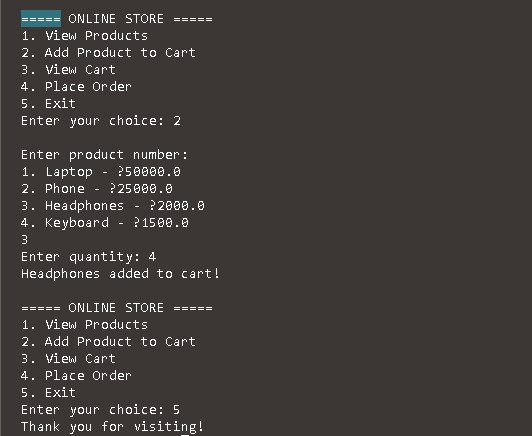 ===== ONLINE STORE =====
1. View Products
2. Add Product to Cart
3. View Cart
4. Place Order
5. Exit
Enter your choice: 2
Enter product number:
1. Laptop - ?50000.0
2. Phone - ?25000.0
3. Headphones - ?2000.0
4. Keyboard - ?1500.0
3
Enter quantity: 4
Headphones added to cart!
===== ONLINE STORE =====
1. View Products
2. Add Product to Cart
3. View Cart
4. Place Order
5. Exit
Enter your choice: 5
Thank you for visiting!